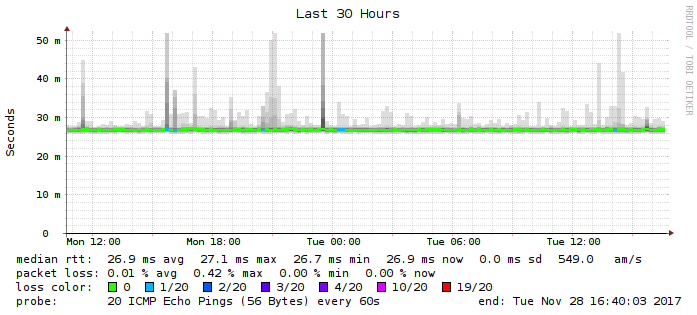 Last 30 Hours
RRDTOOL / TOBI OETIKER
Seconds
50 m
40 m
30 m
20 m
10 m
0
Mon 12:00 Mon 18:00 Tue 00:00 Tue 06:00 Tue 12:00
median rtt: 26.9 ms avg 27.1 ms max 26.7 ms min 26.9 ms now 0.0 ms sd 549.0 am/s
packet loss: 0.01 % avg 0.42 % max 0.00 % min 0.00 % now
loss color: 0 1/20 2/20 3/20 4/20 10/20 19/20
probe: 20 ICMP Echo Pings (56 Bytes) every 60s end: Tue Nov 28 16:40:03 2017